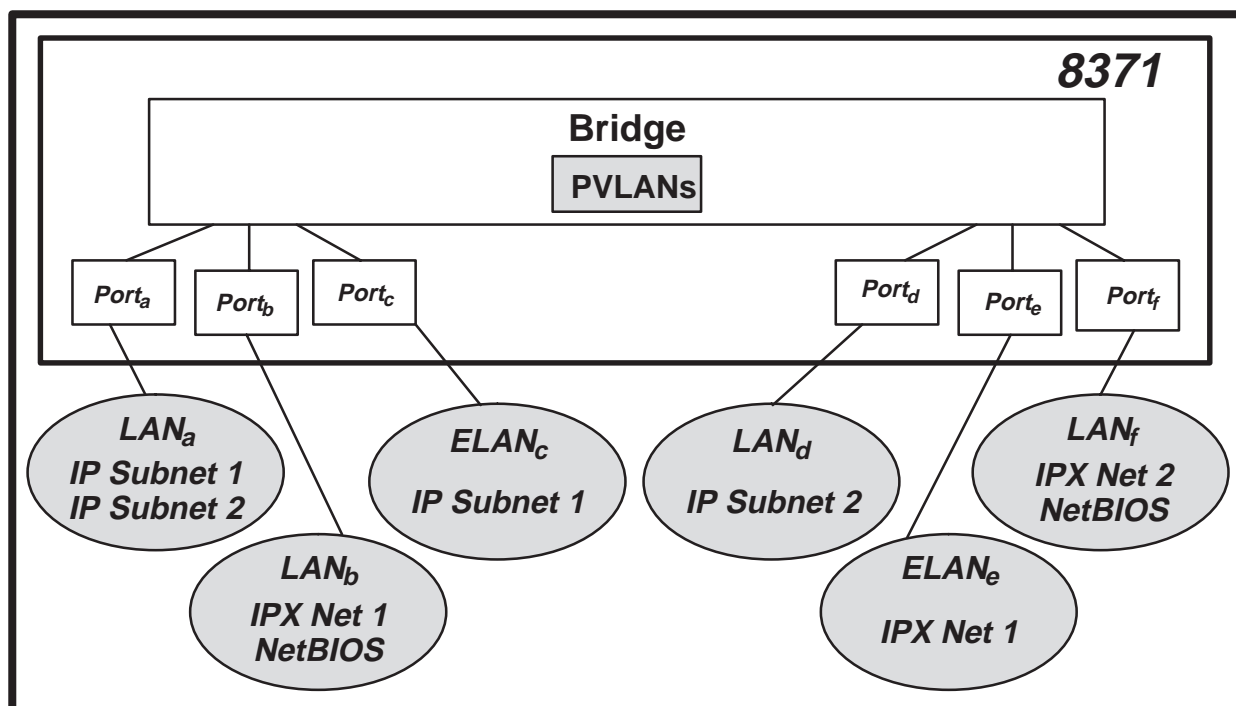 8371
Bridge
PVLANs
Porta
Portb
Portc
Portd
Porte
Portf
LANa
IP Subnet 1
IP Subnet 2
LANb
IPX Net 1
NetBIOS
ELANc
IP Subnet 1
LANd
IP Subnet 2
ELANe
IPX Net 1
LANf
IPX Net 2
NetBIOS